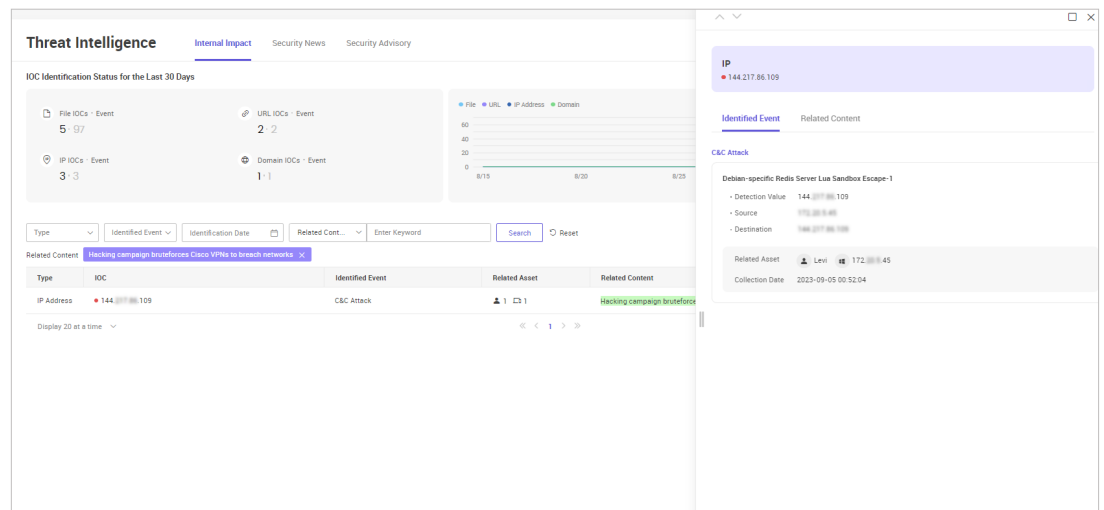 Threat Intelligence
Internal Impact
Security News
Security Advisory
IOC Identification Status for the Last 30 Days
File IOCs · Event
5 · 97
URL IOCs · Event
2 · 2
IP IOCs · Event
3 · 3
Domain IOCs · Event
1 · 1
File URL IP Address Domain
60
40
20
0
8/15 8/20 8/25
Type
Identified Event
Identification Date
Related Cont...
Enter Keyword
Search
Reset
Related Content Hacking campaign bruteforces Cisco VPNs to breach networks
Type IOC Identified Event Related Asset Related Content
IP Address 144. .109 C&C Attack 1 1 Hacking campaign bruteforce
Display 20 at a time
1
IP
144.217.86.109
Identified Event
Related Content
C&C Attack
Debian-specific Redis Server Lua Sandbox Escape-1
- Detection Value 144. .109
- Source
- Destination
Related Asset Levi 172. .45
Collection Date 2023-09-05 00:52:04